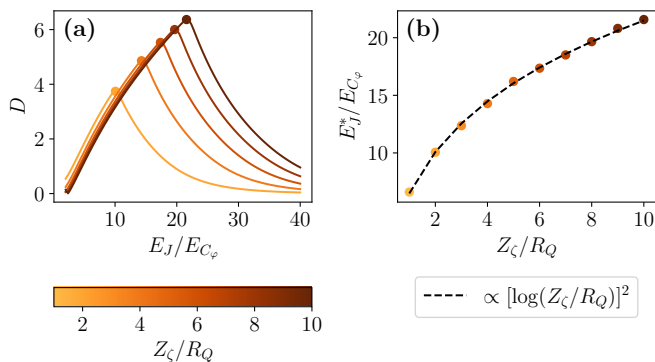 (a)
D
6
4
2
0
10 20 30 40
E_J/E_{C_φ}
2 4 6 8 10
Z_ζ/R_Q
(b)
E_J^*/E_{C_φ}
20
15
10
2 4 6 8 10
Z_ζ/R_Q
∝ [log(Z_ζ/R_Q)]^2